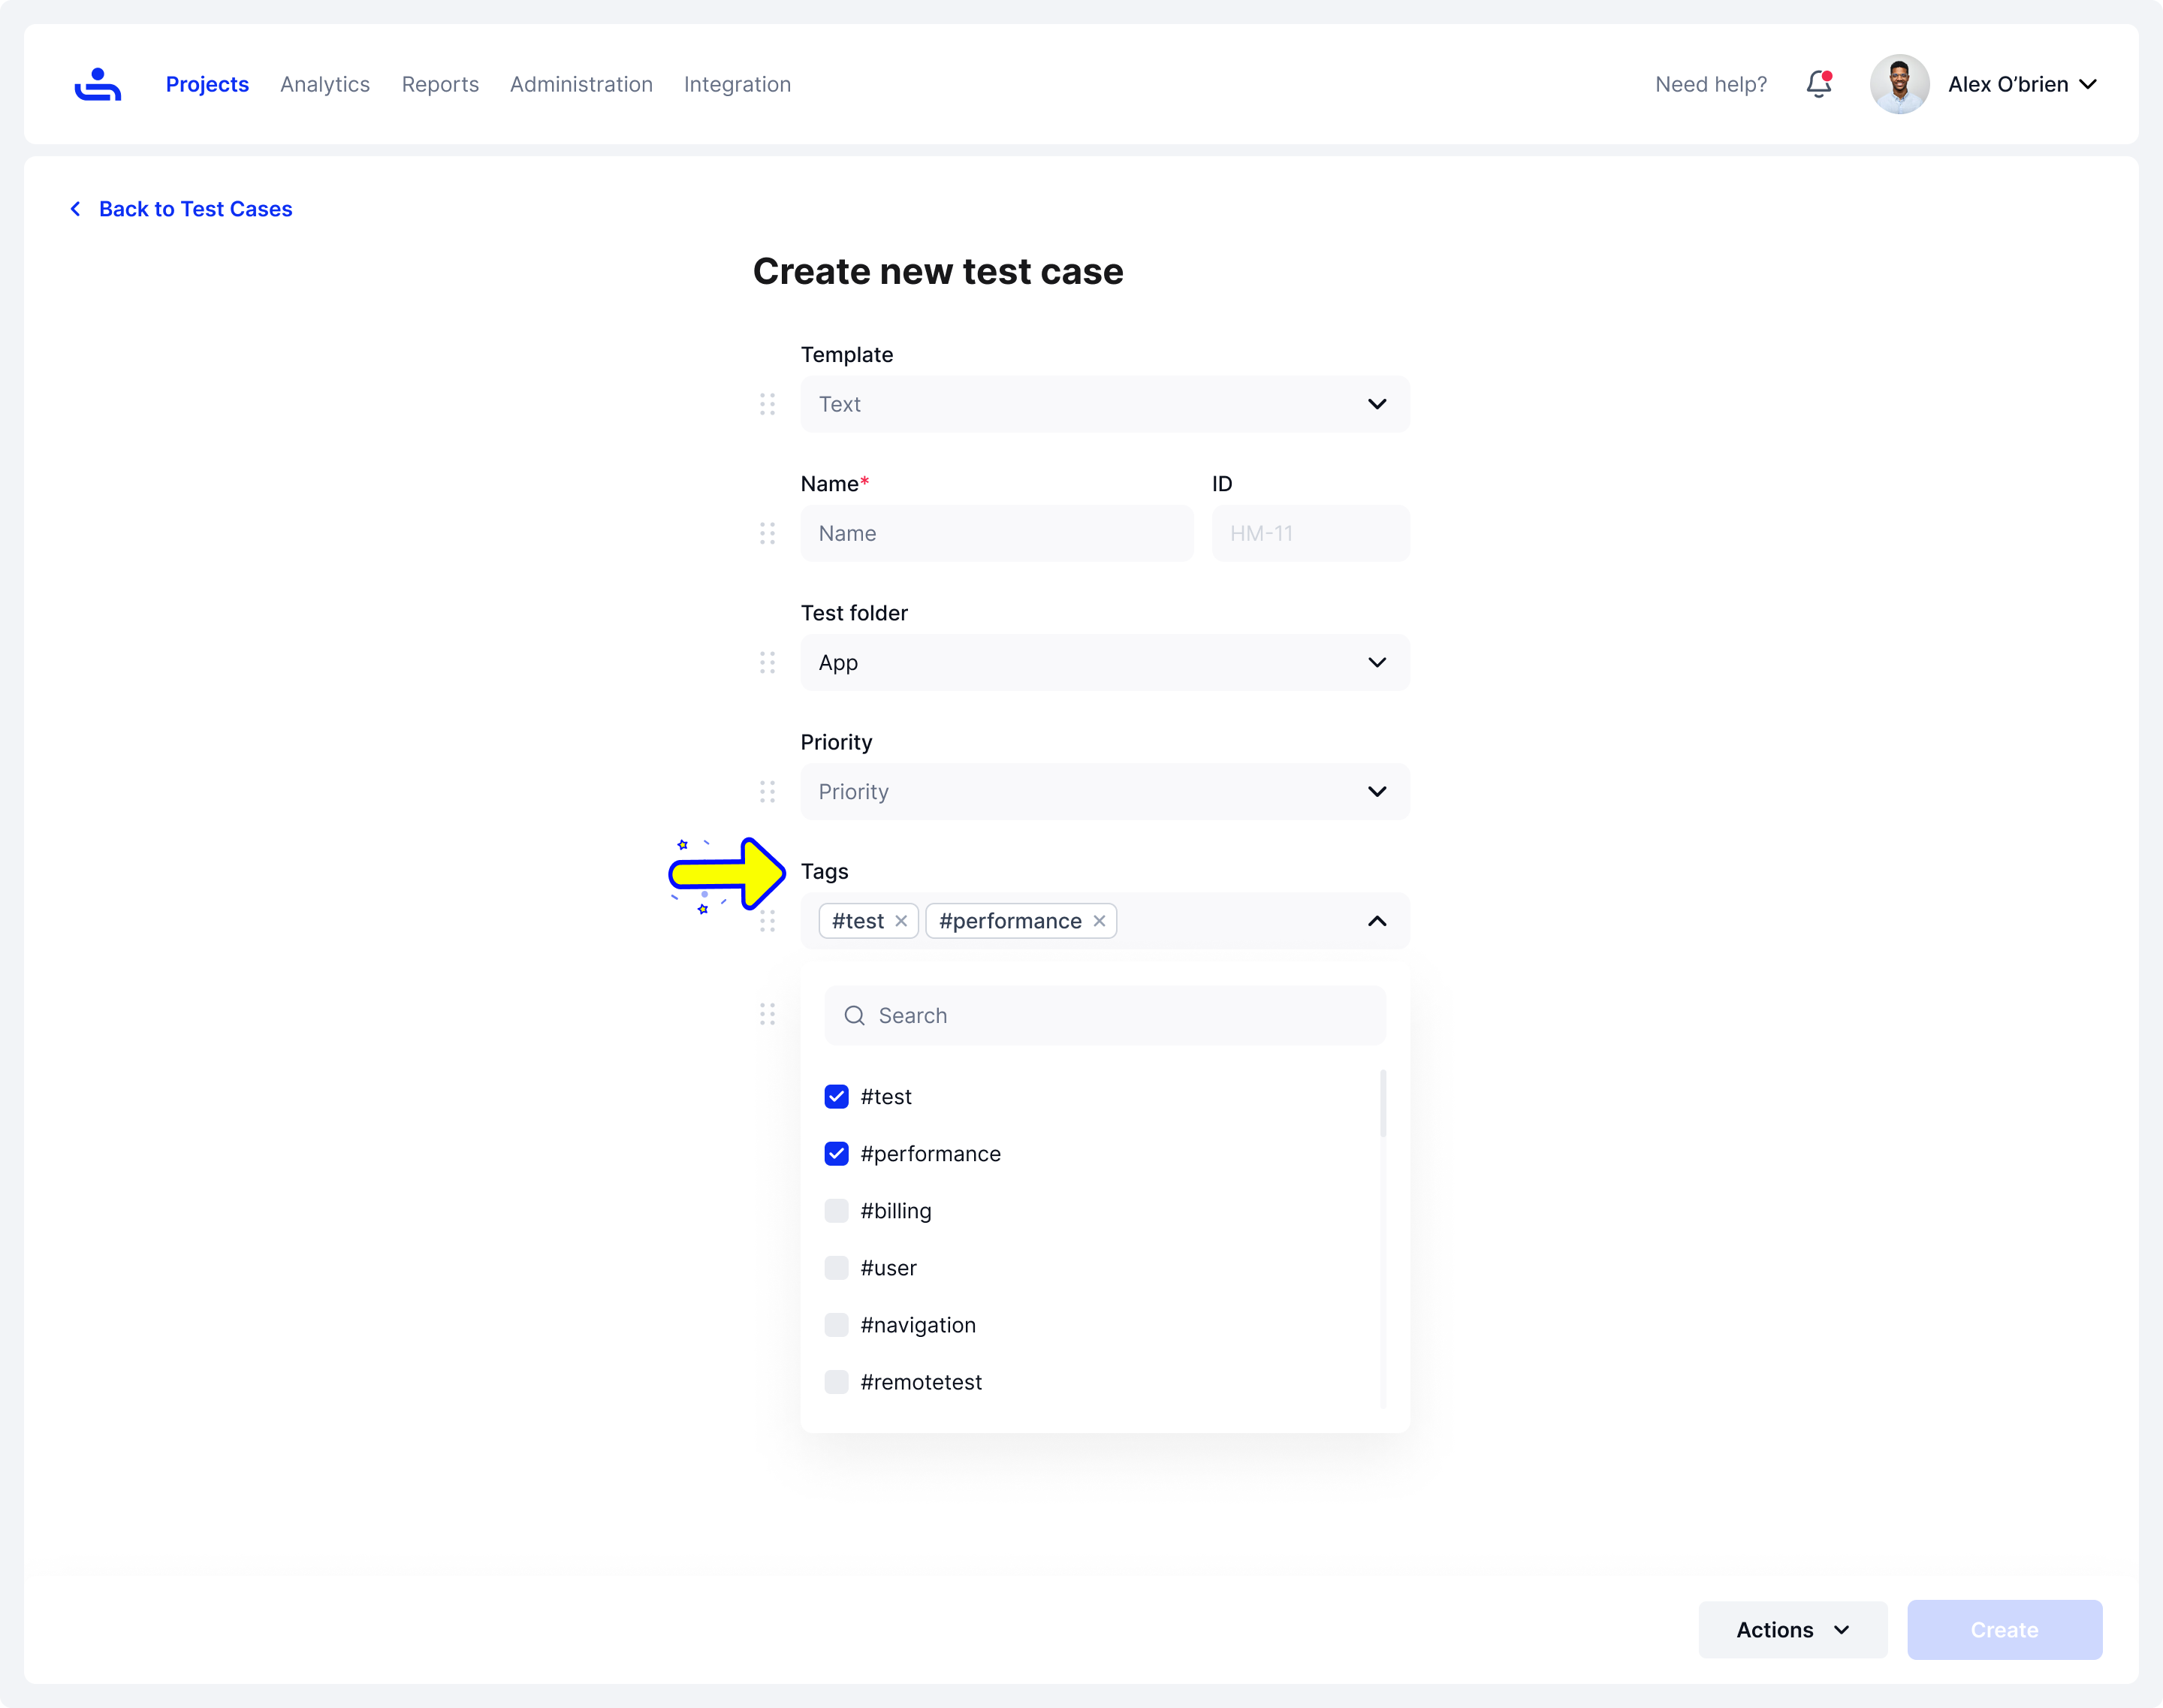 Projects Analytics Reports Administration Integration Need help? Alex O’brien
Back to Test Cases
Create new test case
Template
Text
Name* ID
Name HM-11
Test folder
App
Priority
Priority
Tags
#test #performance
Search
#test
#performance
#billing
#user
#navigation
#remotetest
Actions Create